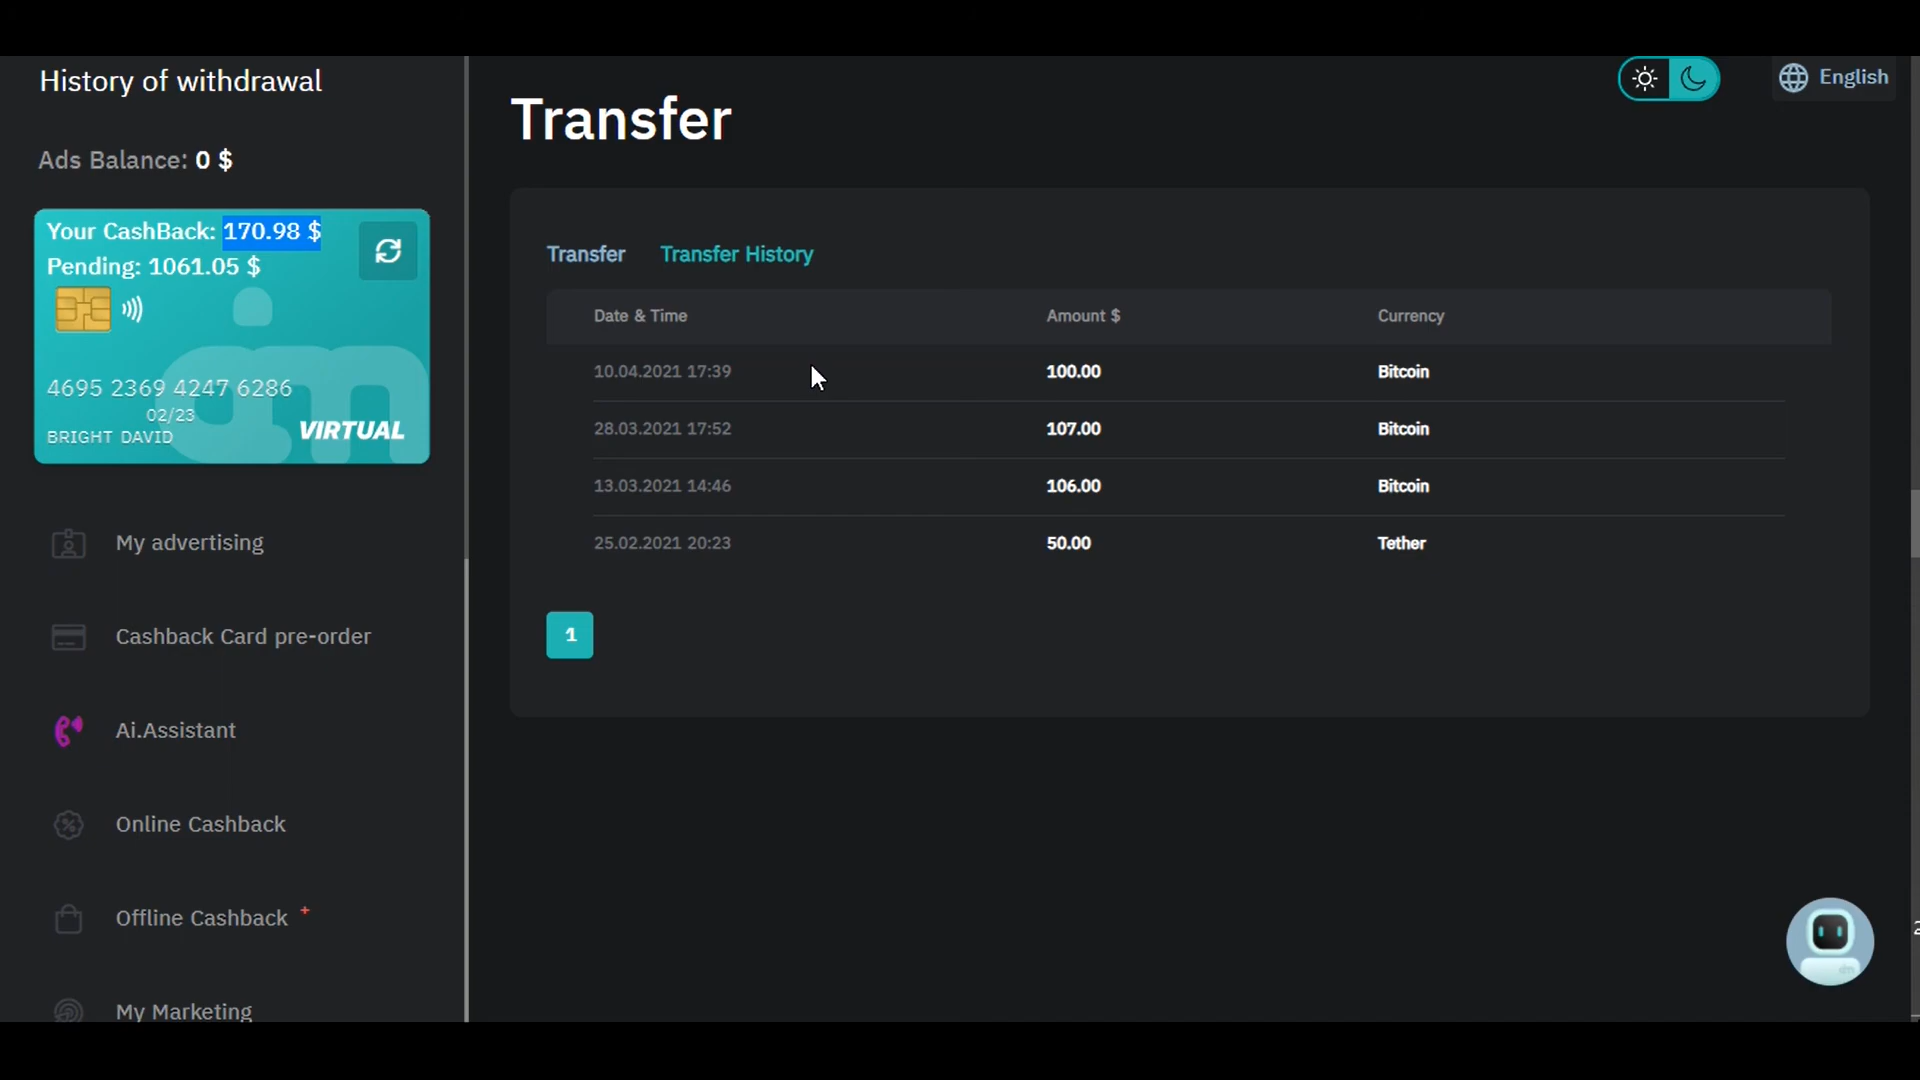 History of withdrawal
Ads Balance: 0 $
Your CashBack: 170.98 $
Pending: 1061.05 $
4695 2369 4247 6286
02/23
BRIGHT DAVID
VIRTUAL
My advertising
Cashback Card pre-order
Ai.Assistant
Online Cashback
Offline Cashback +
My Marketing
English
Transfer
Transfer Transfer History
Date & Time Amount $ Currency
10.04.2021 17:39 100.00 Bitcoin
28.03.2021 17:52 107.00 Bitcoin
13.03.2021 14:46 106.00 Bitcoin
25.02.2021 20:23 50.00 Tether
1